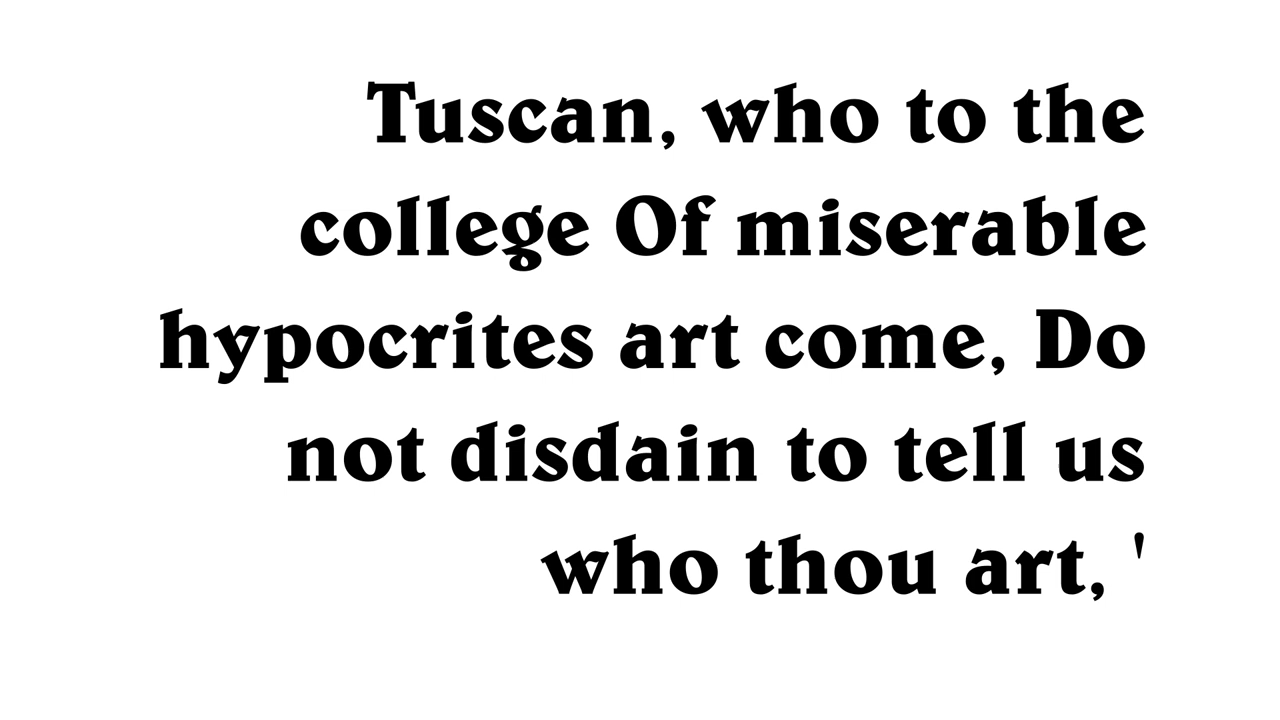 Tuscan, who to the
college Of miserable
hypocrites art come, Do
not disdain to tell us
who thou art, '